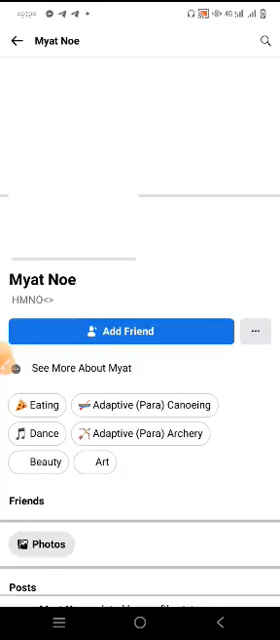 4G
Myat Noe
Myat Noe
HMNO<>
Add Friend
See More About Myat
Eating
Adaptive (Para) Canoeing
Dance
Adaptive (Para) Archery
Beauty
Art
Friends
Photos
Posts